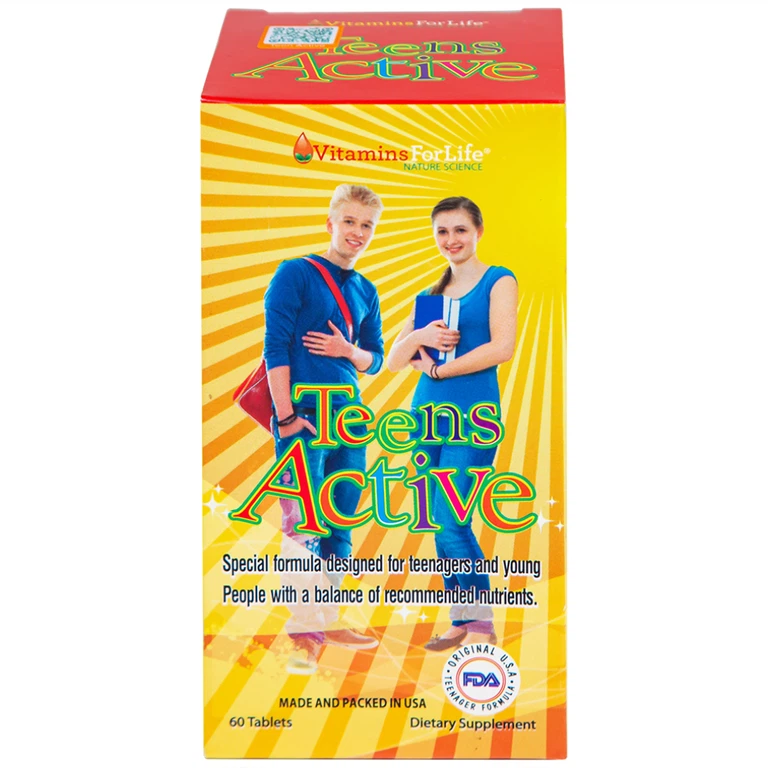 VitaminsForLife®
Teens
Active
VitaminsForLife®
NATURE SCIENCE
Teens
Active
Special formula designed for teenagers and young
People with a balance of recommended nutrients.
ORIGINAL U.S.A
FDA
TEENAGER FORMULA
MADE AND PACKED IN USA
60 Tablets
Dietary Supplement